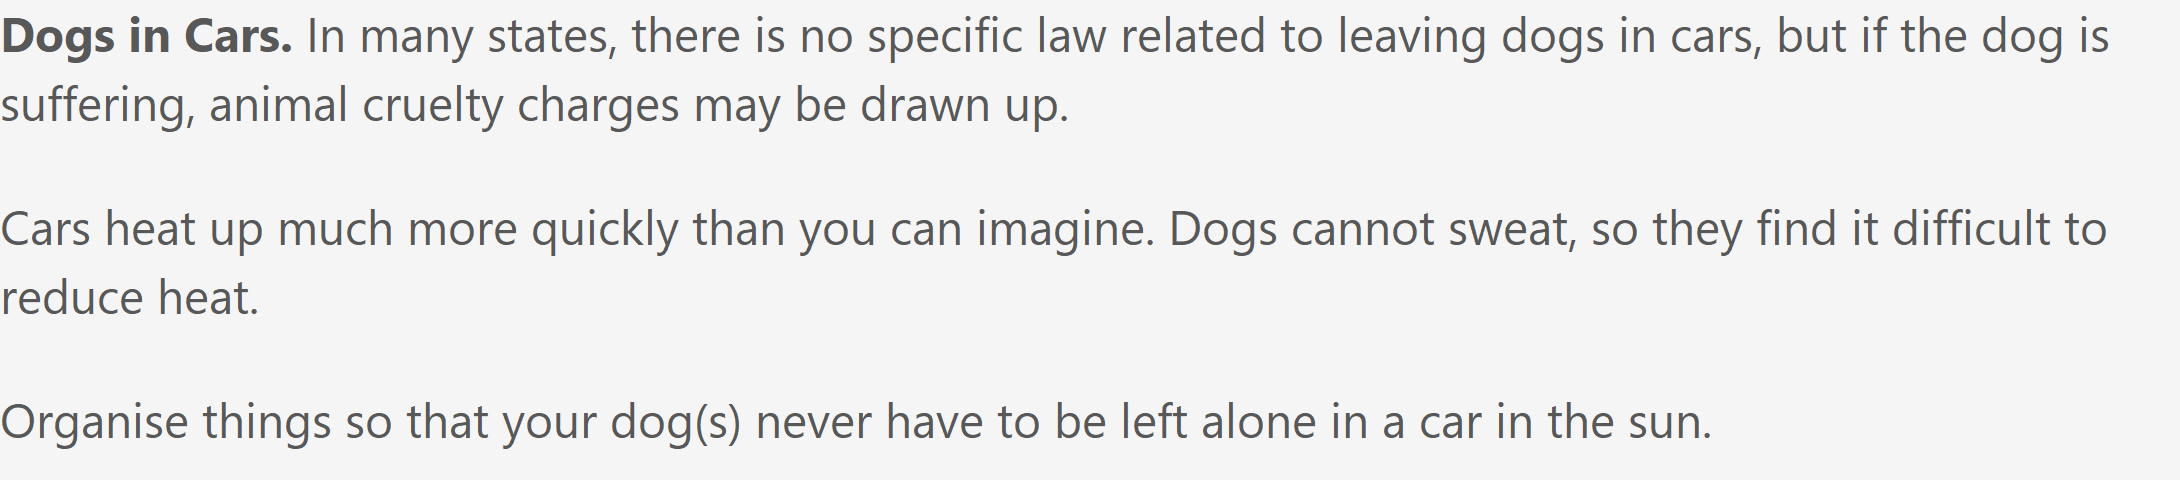 Dogs in Cars. In many states, there is no specific law related to leaving dogs in cars, but if the dog is
suffering, animal cruelty charges may be drawn up.
Cars heat up much more quickly than you can imagine. Dogs cannot sweat, so they find it difficult to
reduce heat.
Organise things so that your dog(s) never have to be left alone in a car in the sun.